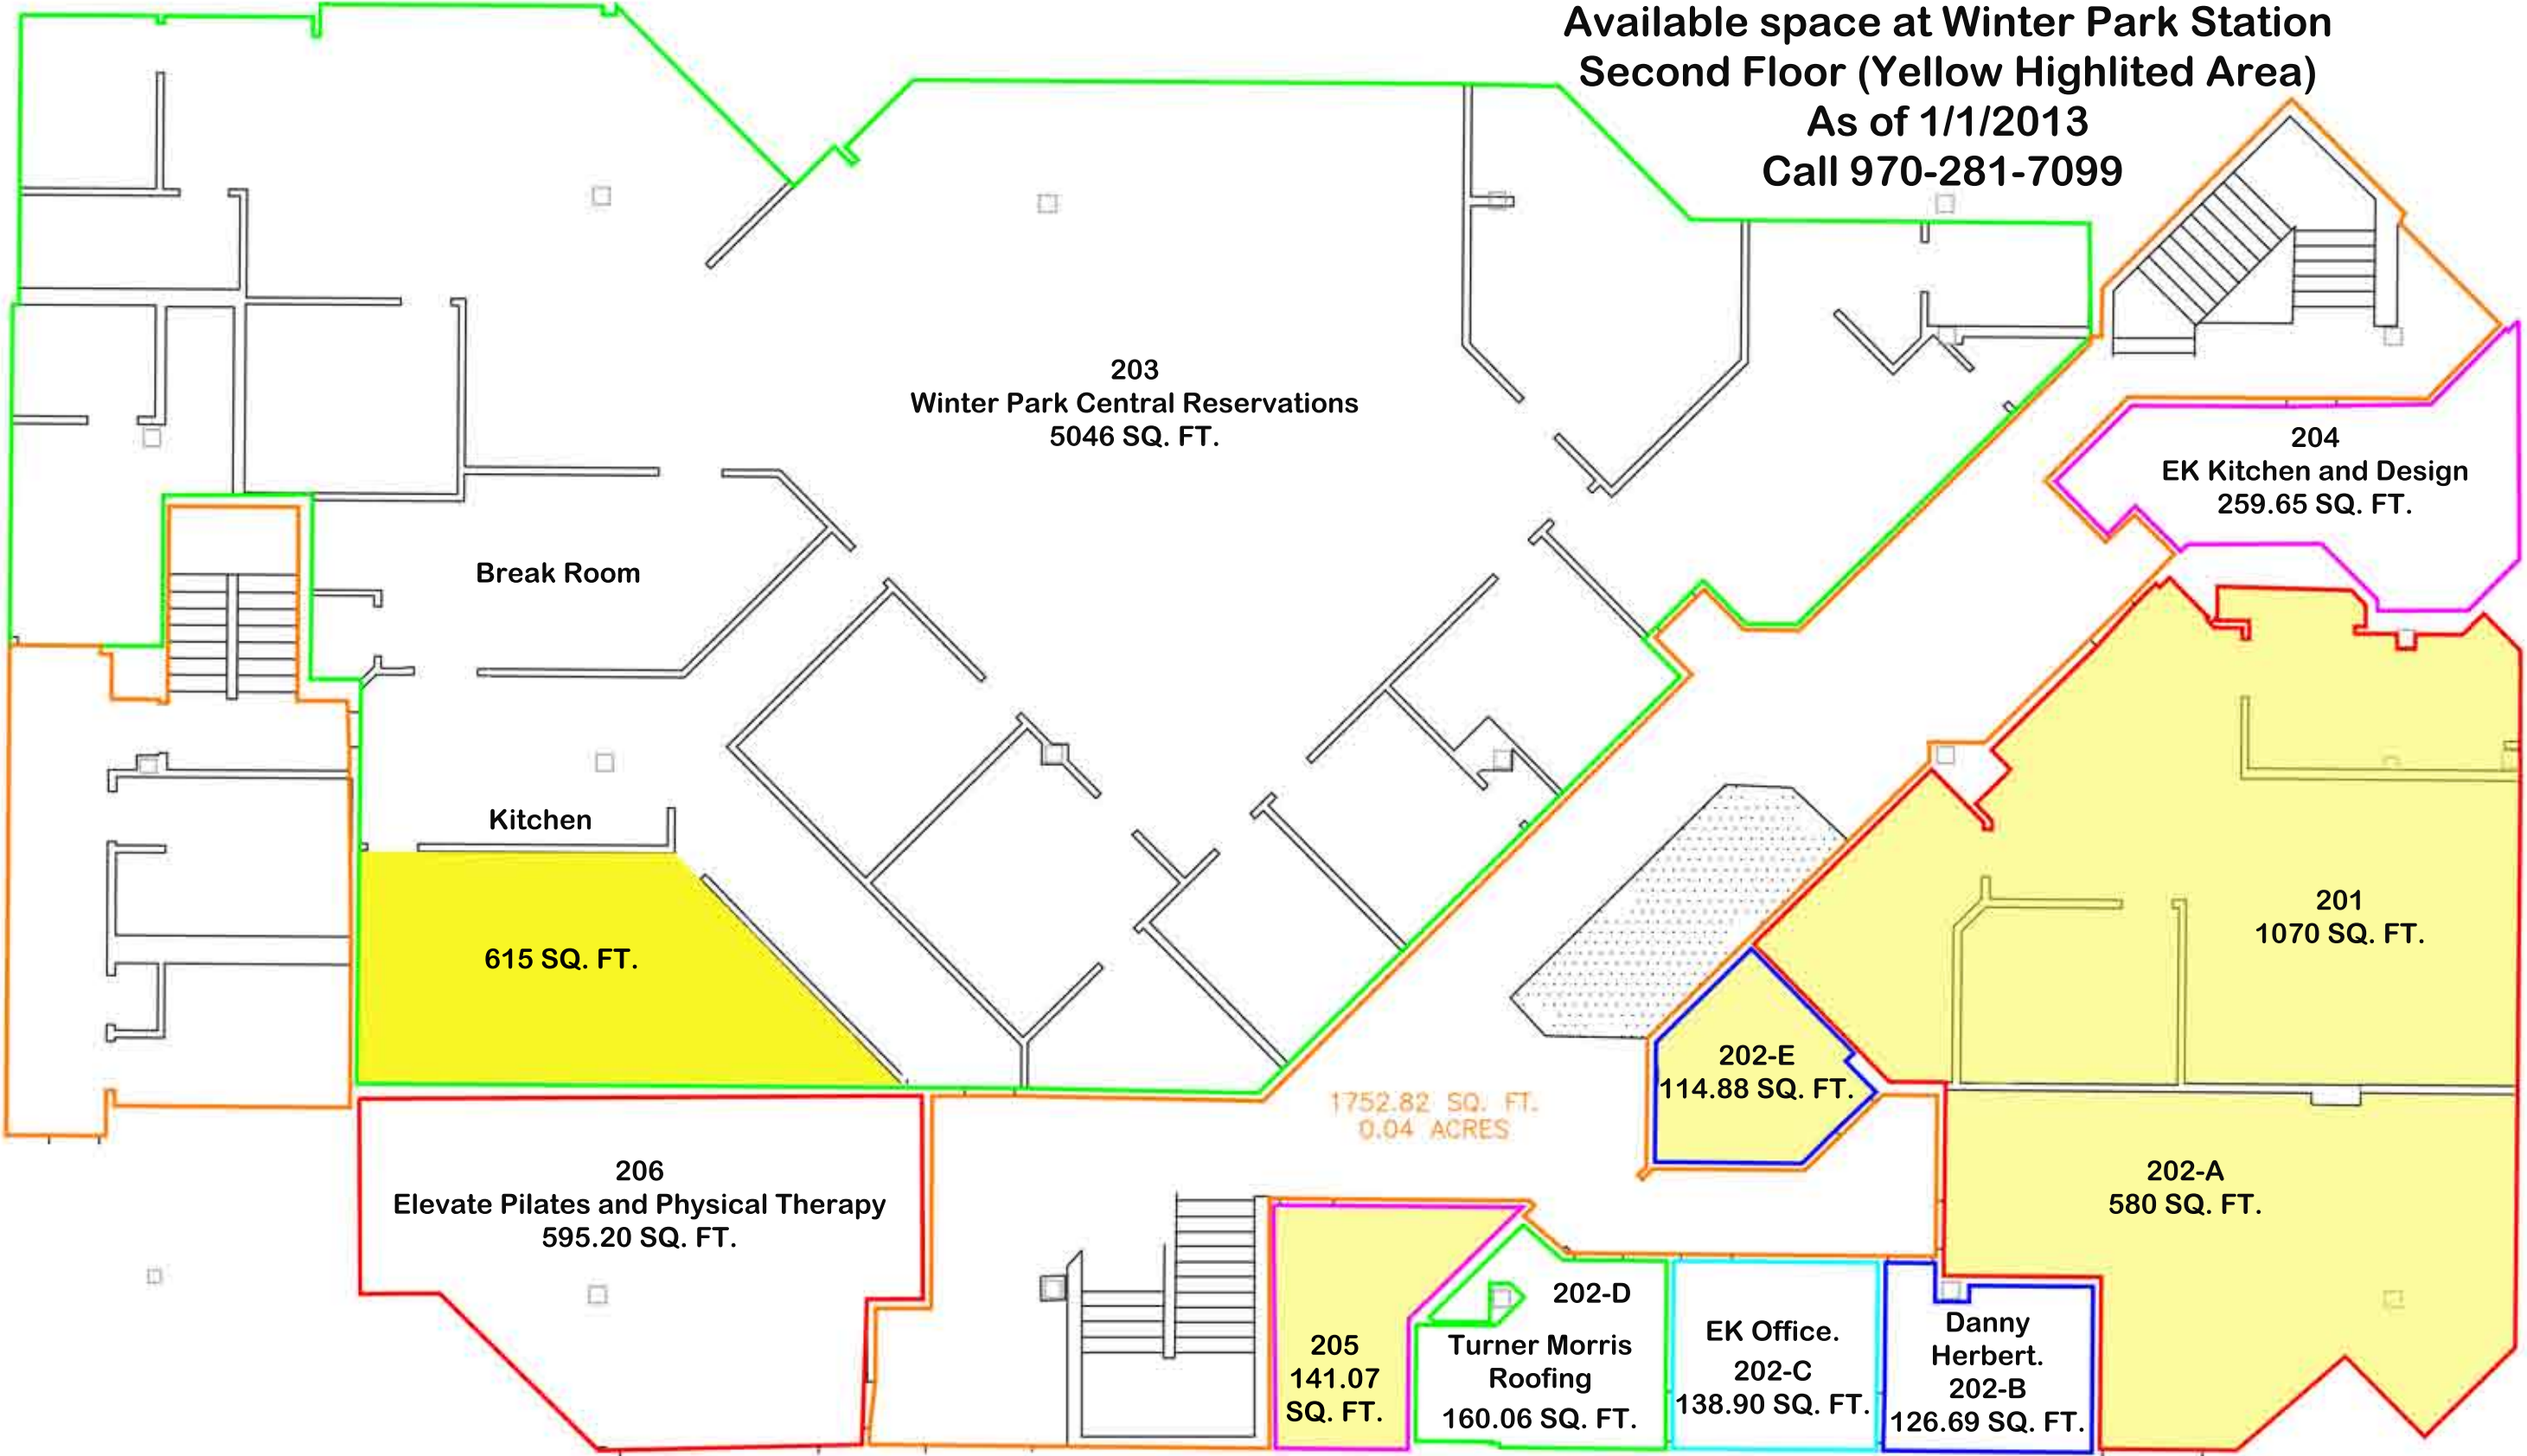 Available space at Winter Park Station
Second Floor (Yellow Highlited Area)
As of 1/1/2013
Call 970-281-7099
203
Winter Park Central Reservations
5046 SQ. FT.
204
EK Kitchen and Design
259.65 SQ. FT.
Break Room
Kitchen
615 SQ. FT.
201
1070 SQ. FT.
202-E
114.88 SQ. FT.
1752.82 SQ. FT.
0.04 ACRES
206
Elevate Pilates and Physical Therapy
595.20 SQ. FT.
202-A
580 SQ. FT.
205
141.07
SQ. FT.
202-D
Turner Morris
Roofing
160.06 SQ. FT.
EK Office.
202-C
138.90 SQ. FT.
Danny
Herbert.
202-B
126.69 SQ. FT.